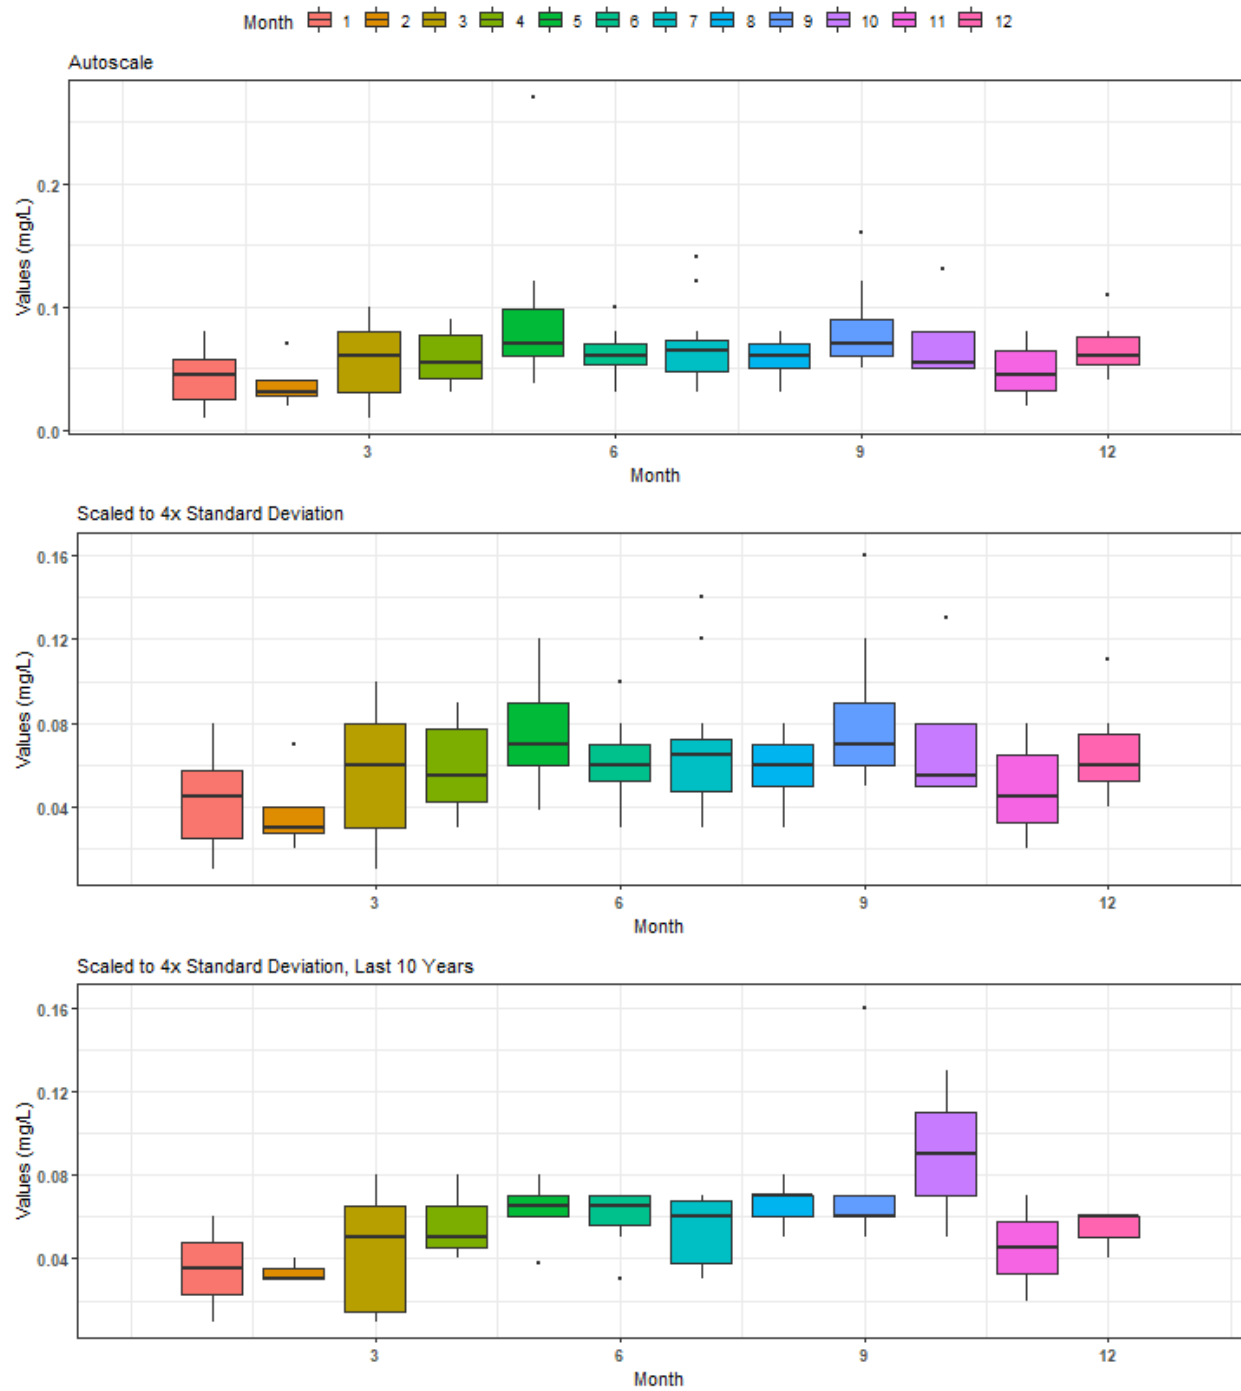 Month 1 2 3 4 5 6 7 8 9 10 11 12
Autoscale
Values (mg/L)
0.2
0.1
0.0
3 6 9 12
Month
Scaled to 4x Standard Deviation
Values (mg/L)
0.16
0.12
0.08
0.04
3 6 9 12
Month
Scaled to 4x Standard Deviation, Last 10 Years
Values (mg/L)
0.16
0.12
0.08
0.04
3 6 9 12
Month